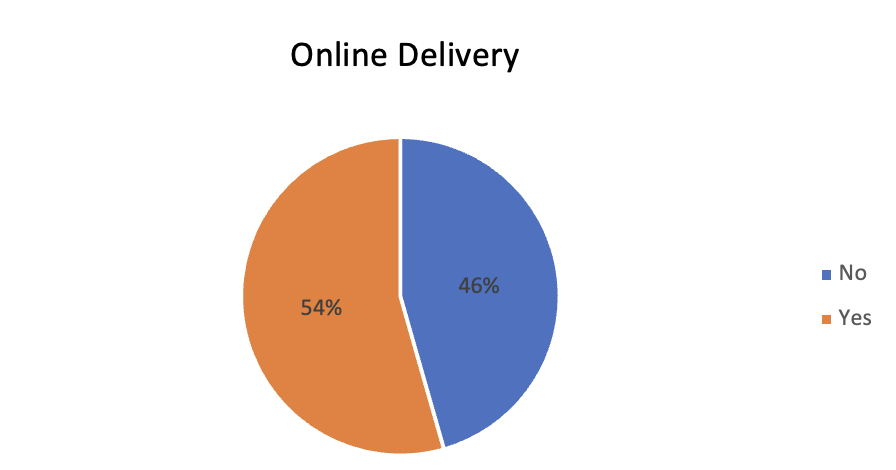 Online Delivery
46%
54%
No
Yes